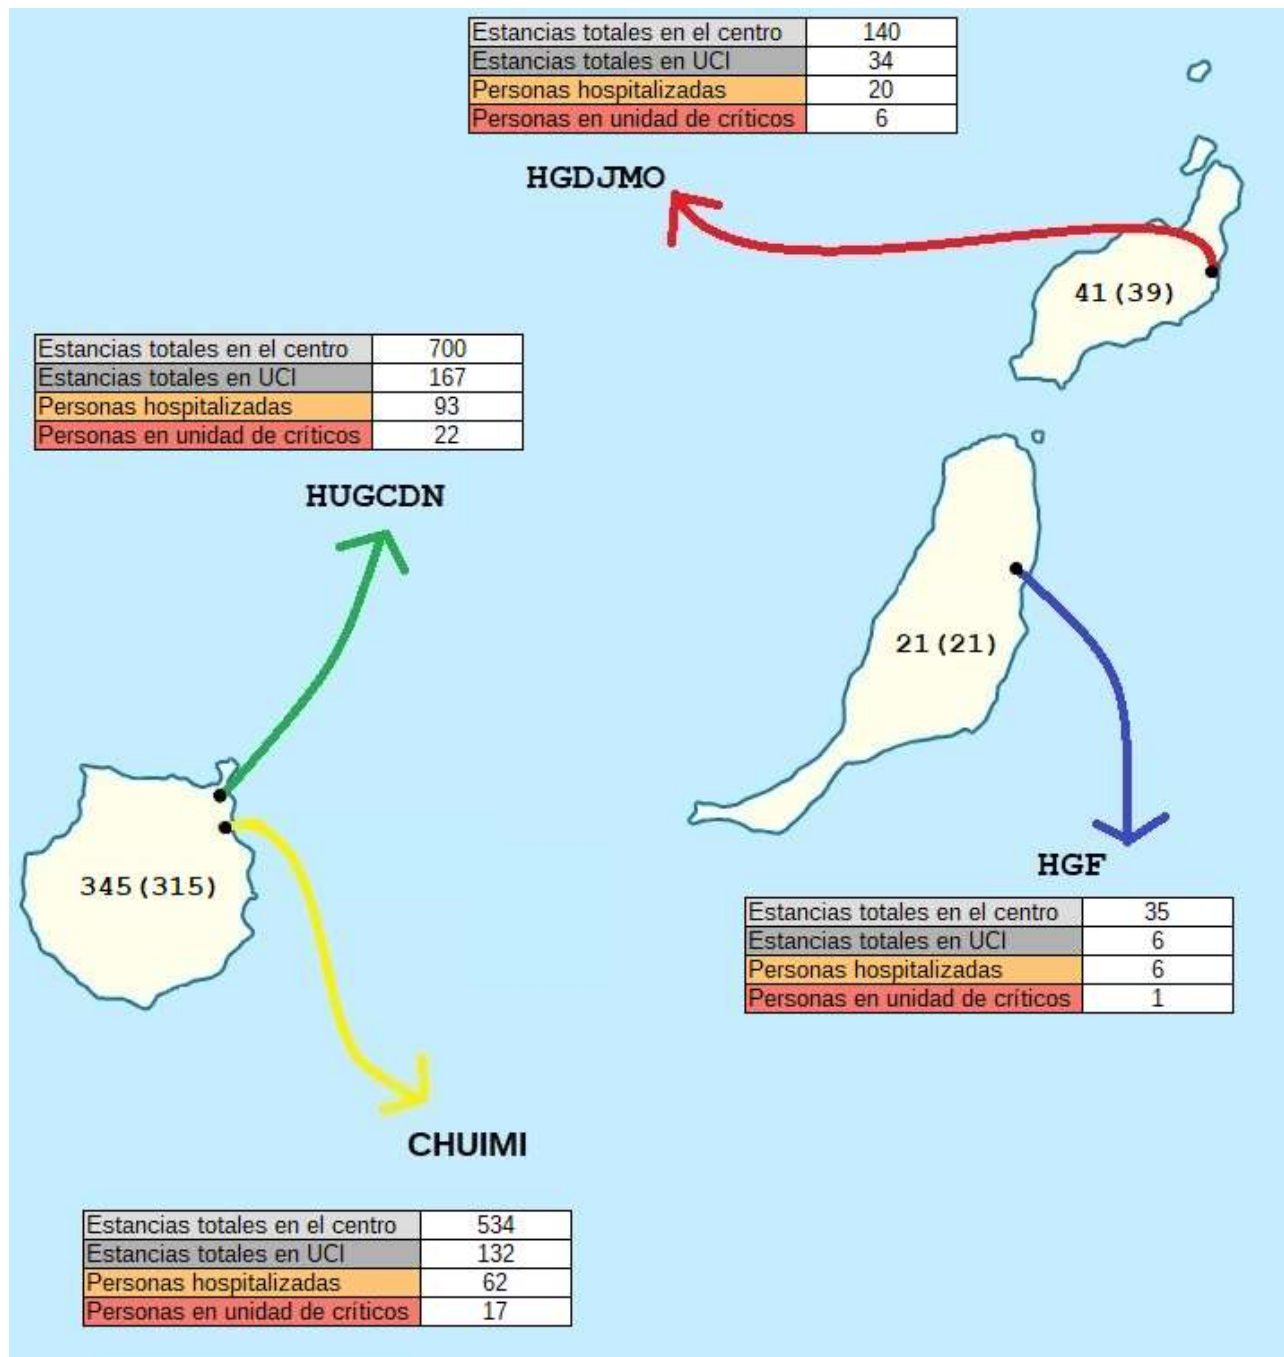 Estancias totales en el centro 140
Estancias totales en UCI 34
Personas hospitalizadas 20
Personas en unidad de críticos 6
HGDJMO
41(39)
Estancias totales en el centro 700
Estancias totales en UCI 167
Personas hospitalizadas 93
Personas en unidad de críticos 22
HUGCDN
21(21)
345(315)
HGF
Estancias totales en el centro 35
Estancias totales en UCI 6
Personas hospitalizadas 6
Personas en unidad de críticos 1
CHUIMI
Estancias totales en el centro 534
Estancias totales en UCI 132
Personas hospitalizadas 62
Personas en unidad de críticos 17